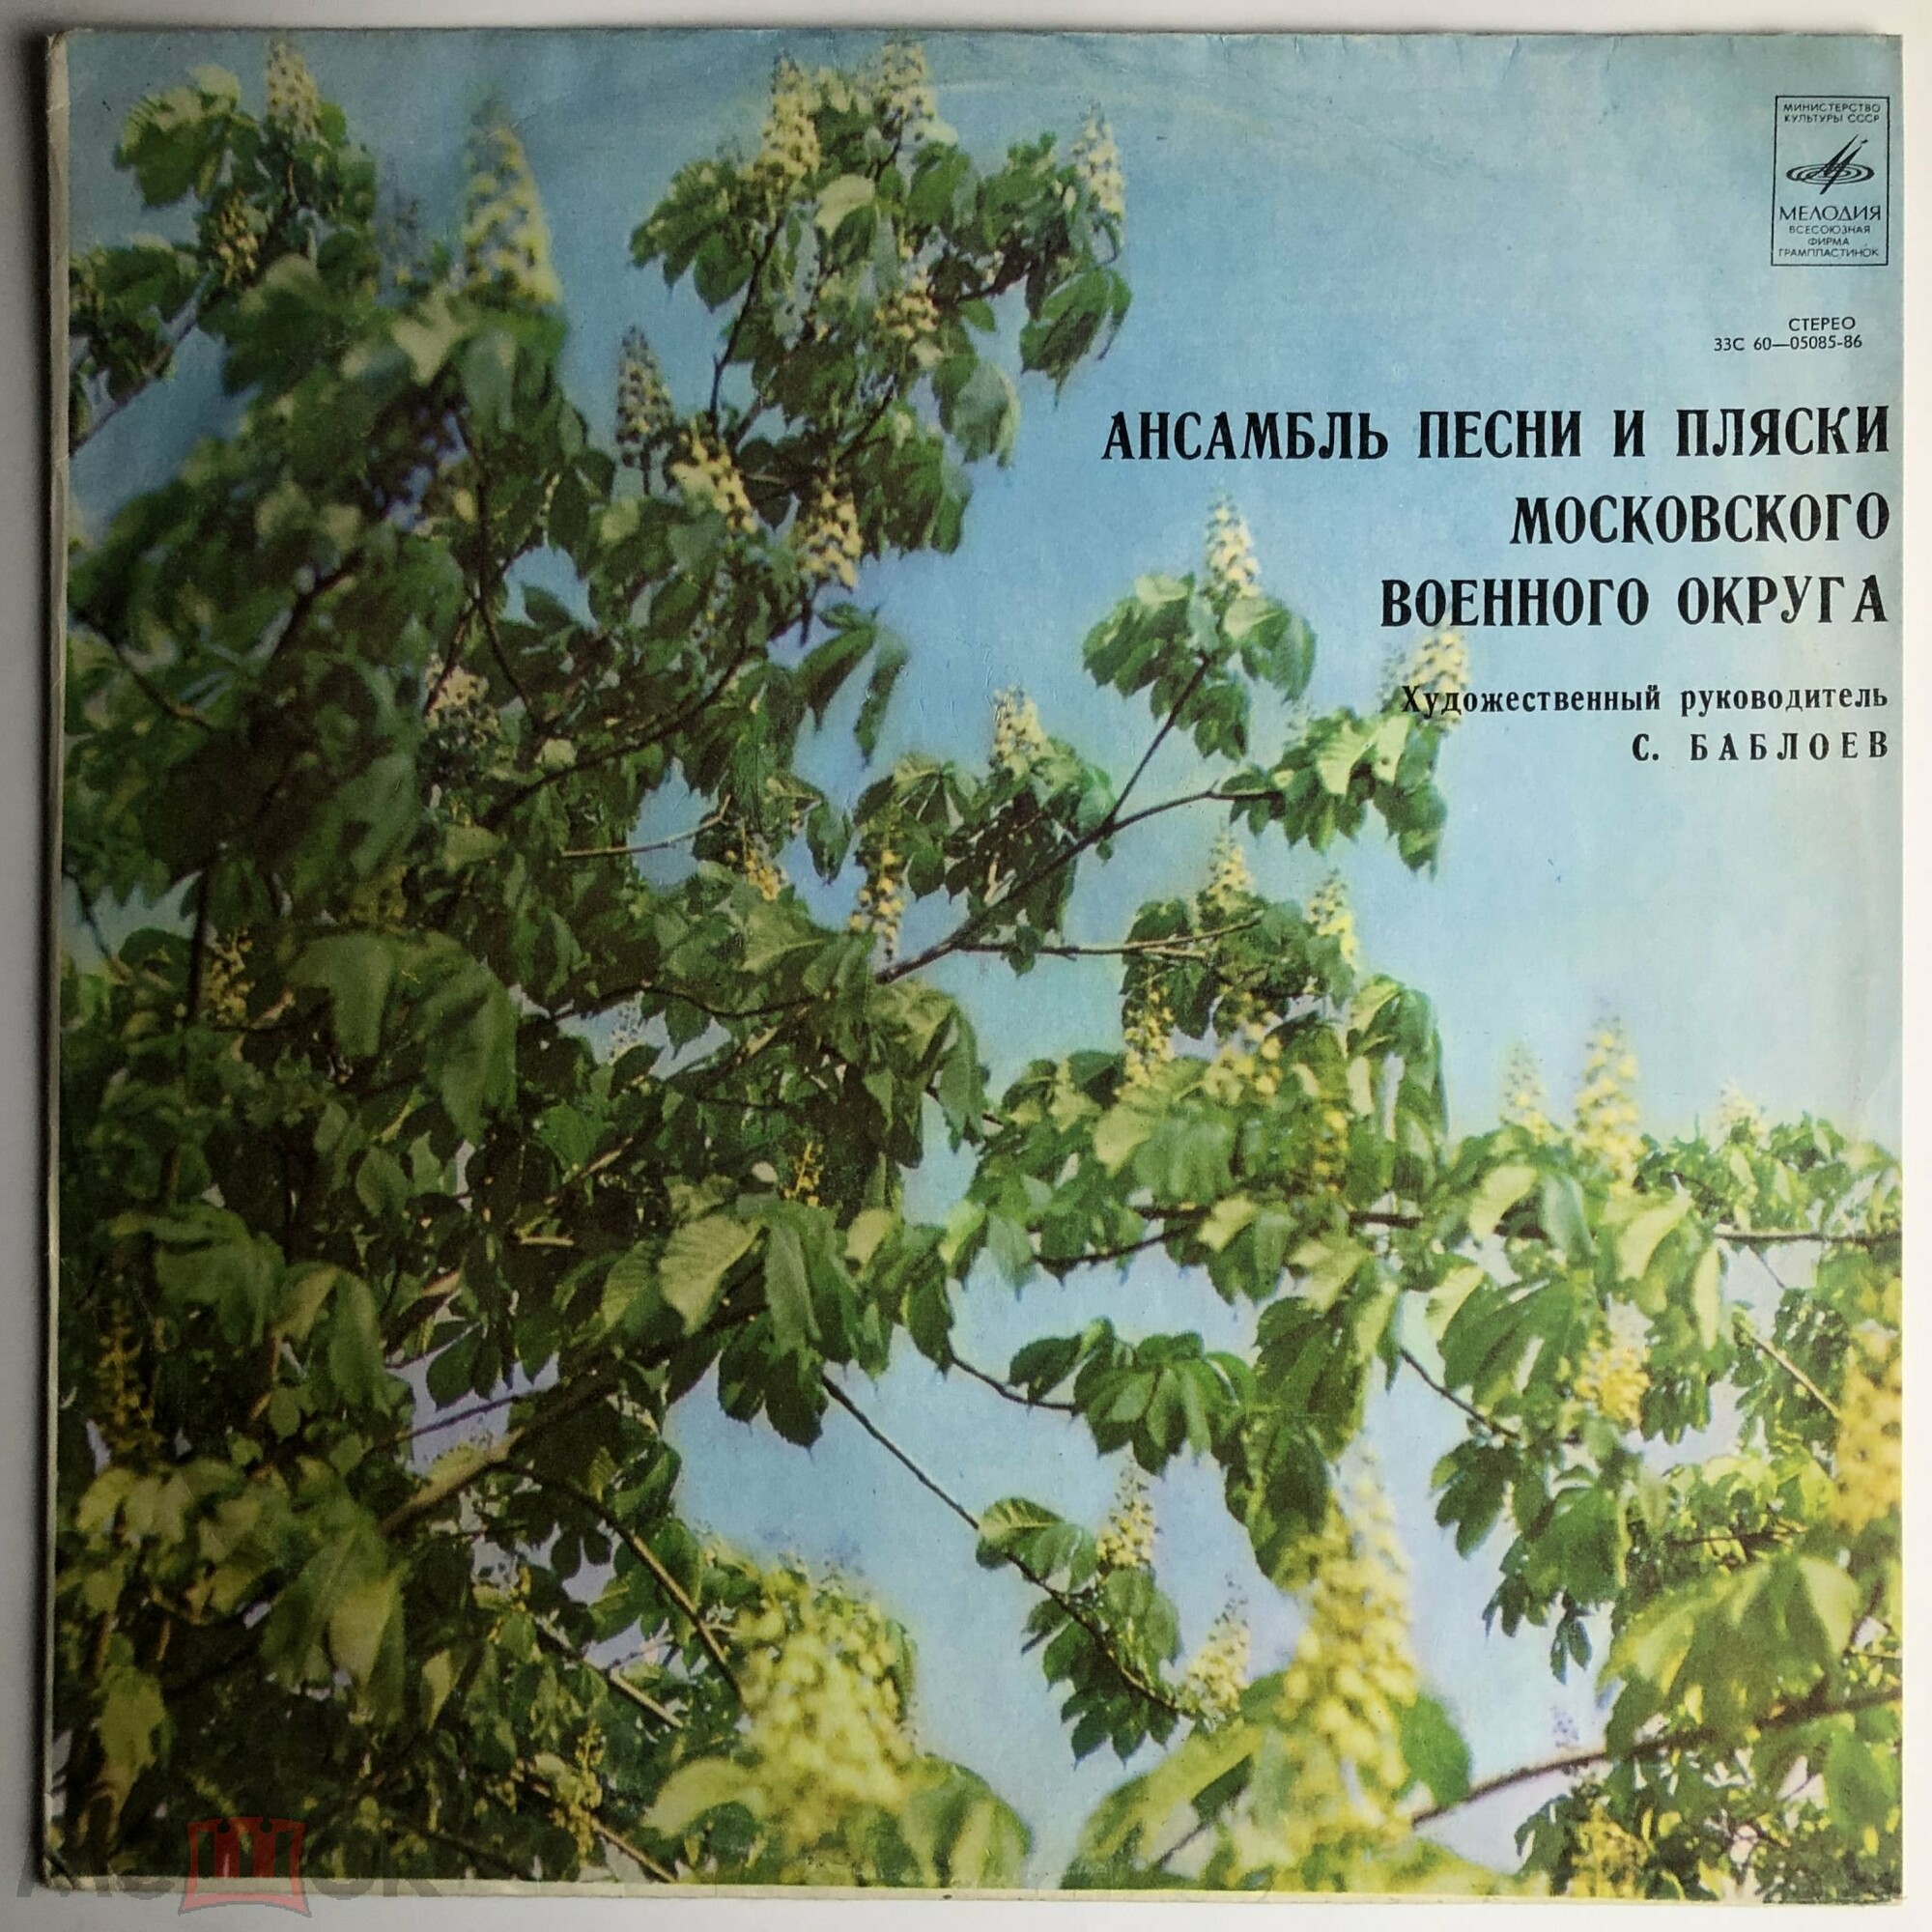 МИНИСТЕРСТВО
КУЛЬТУРЫ СССР
МЕЛОДИЯ
ВСЕСОЮЗНАЯ
ФИРМА
ГРАМПЛАСТИНОК
СТЕРЕО
33С 60—05085-86
АНСАМБЛЬ ПЕСНИ И ПЛЯСКИ
МОСКОВСКОГО
ВОЕННОГО ОКРУГА
Художественный руководитель
С. БАБЛОЕВ